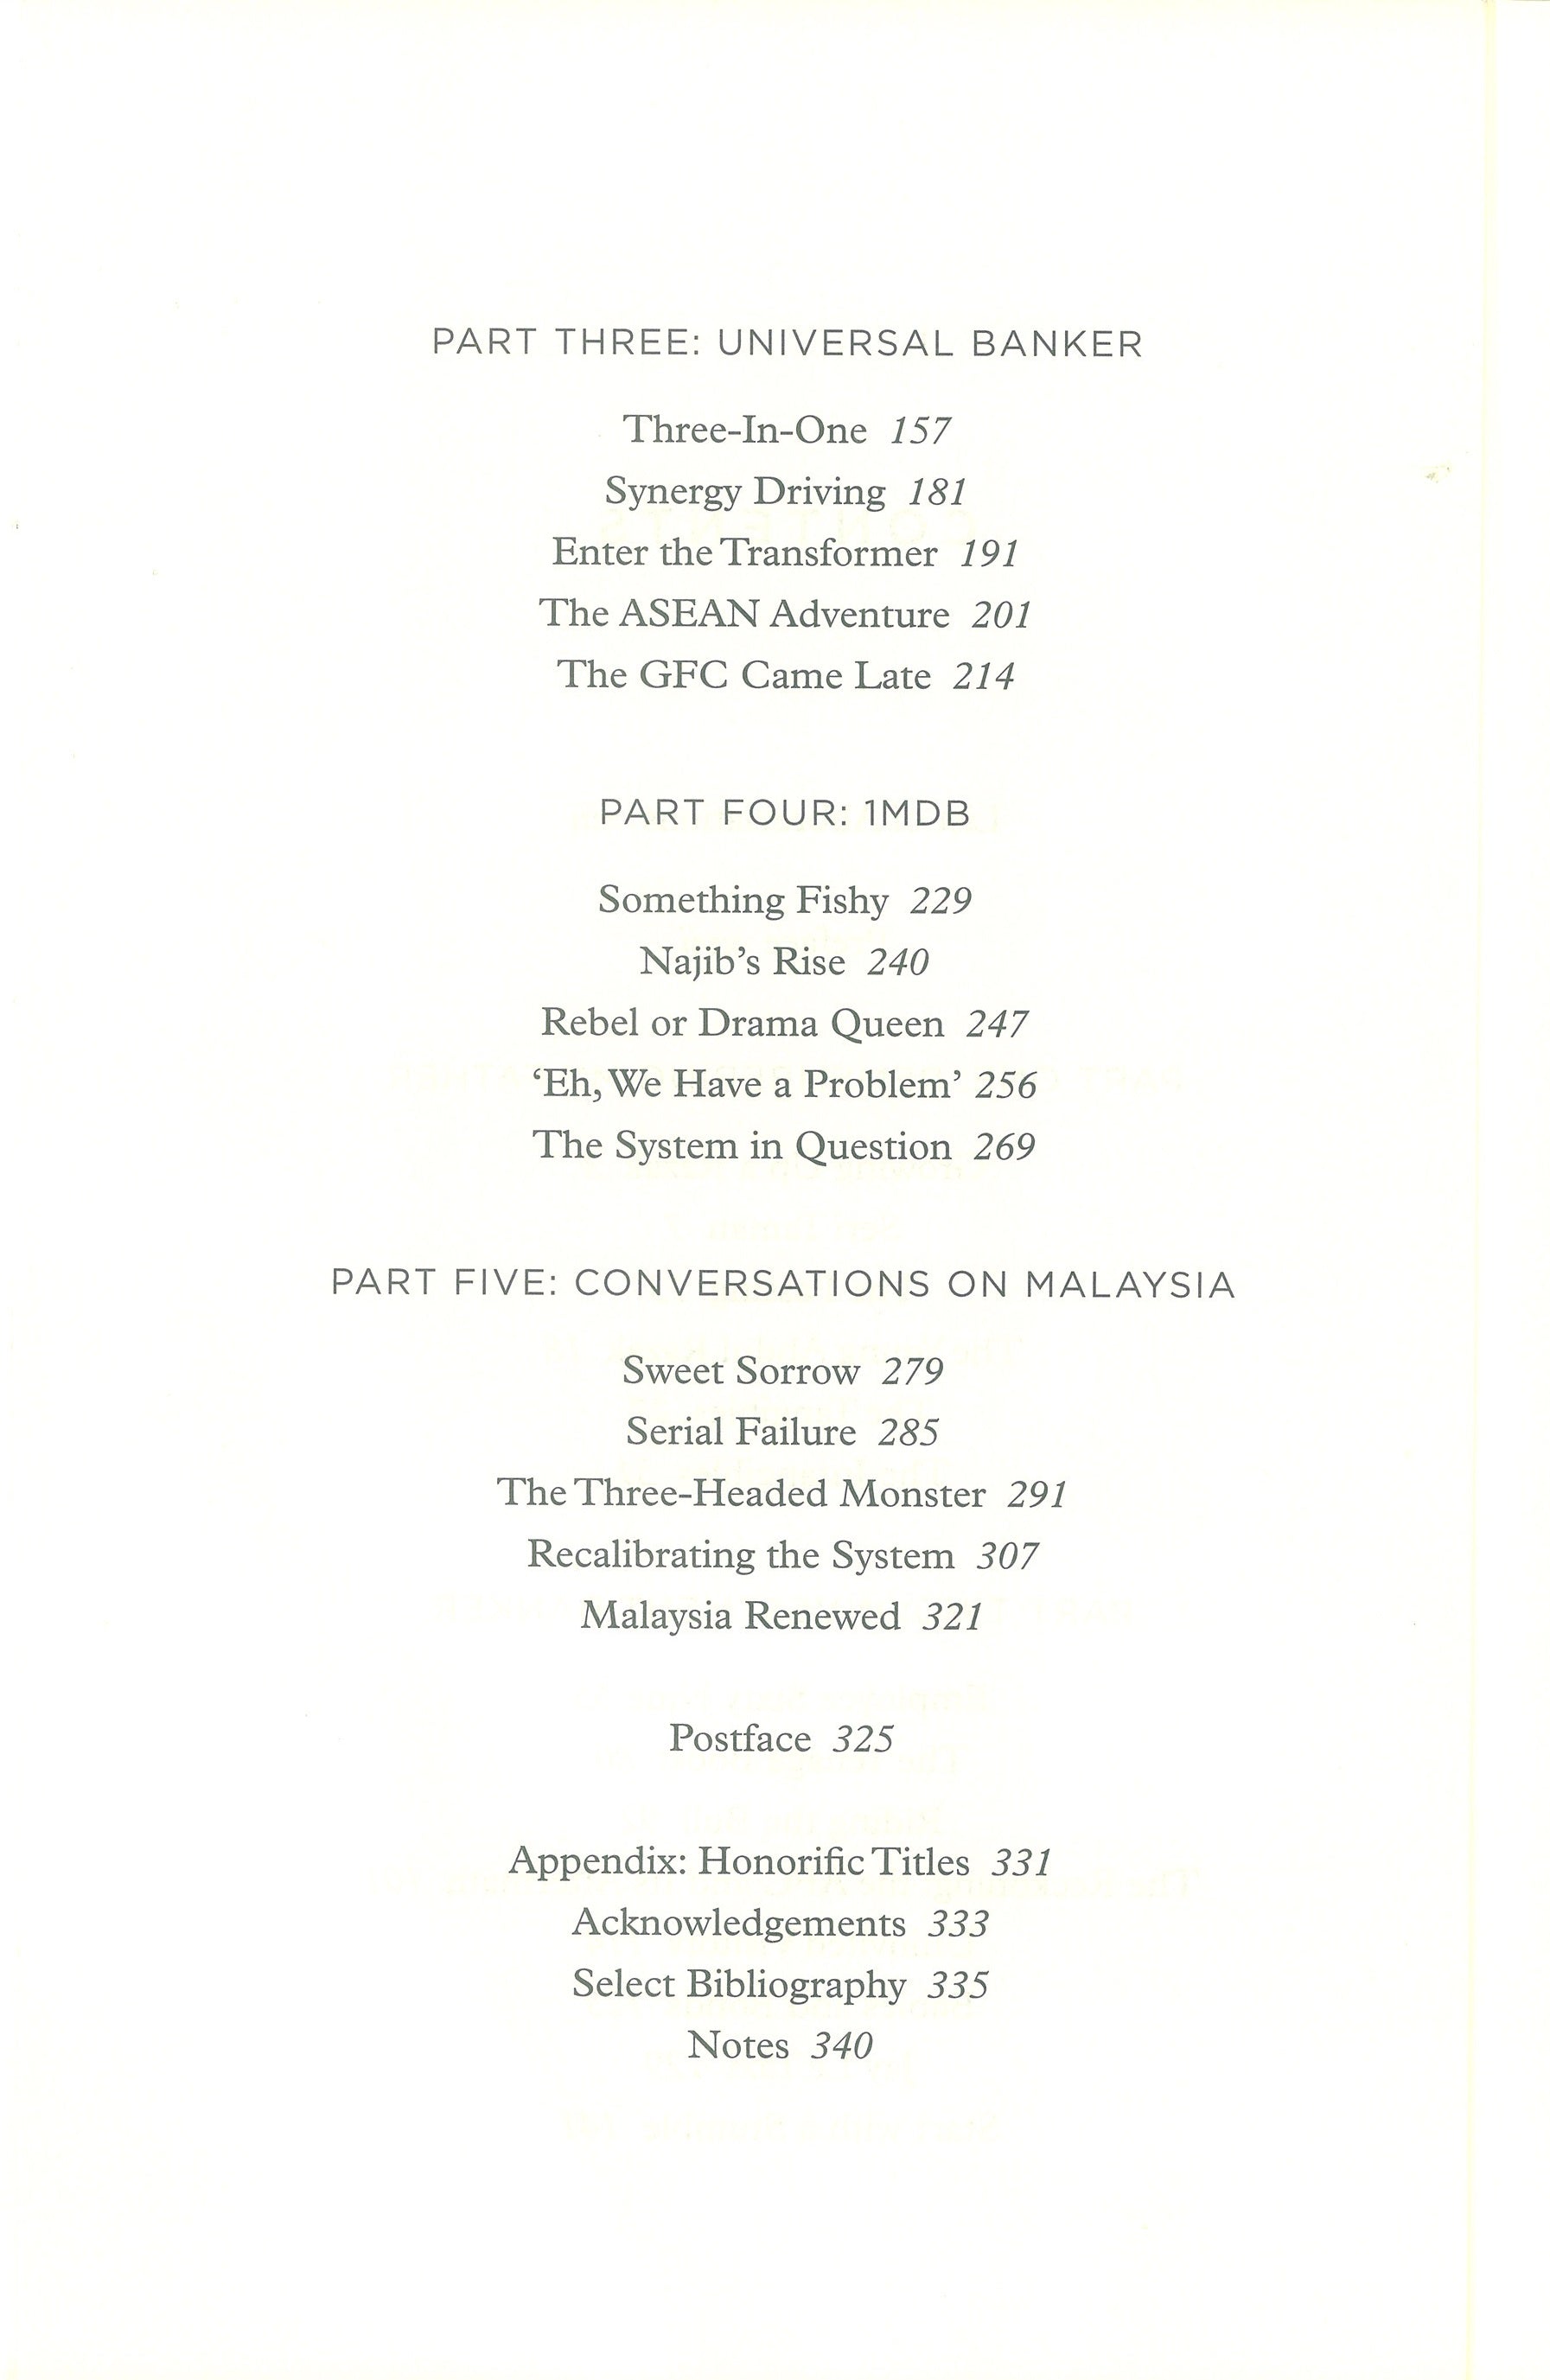 PART THREE: UNIVERSAL BANKER
Three-In-One 157
Synergy Driving 181
Enter the Transformer 191
The ASEAN Adventure 201
The GFC Came Late 214
PART FOUR: 1MDB
Something Fishy 229
Najib's Rise 240
Rebel or Drama Queen 247
‘Eh, We Have a Problem’ 256
The System in Question 269
PART FIVE: CONVERSATIONS ON MALAYSIA
Sweet Sorrow 279
Serial Failure 285
The Three-Headed Monster 291
Recalibrating the System 307
Malaysia Renewed 321
Postface 325
Appendix: Honorific Titles 331
Acknowledgements 333
Select Bibliography 335
Notes 340